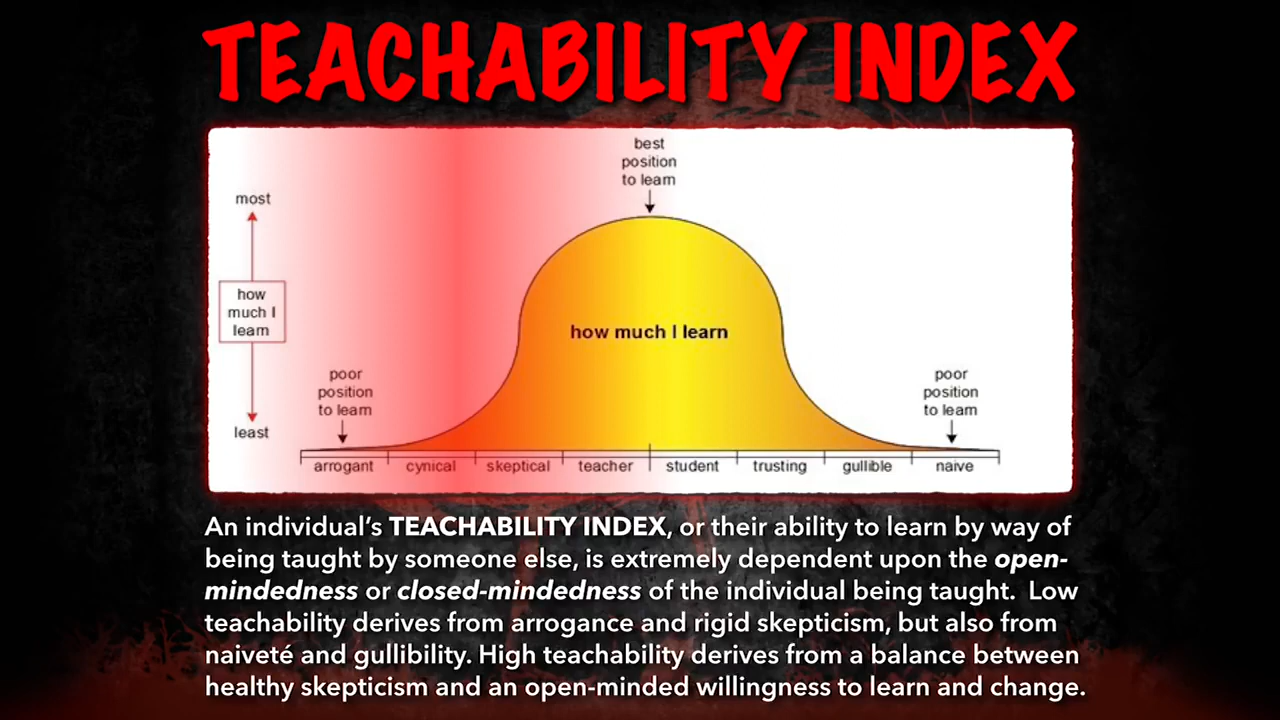 TEACHABILITY INDEX
best
position
to learn
most
how
much I
learn
how much I learn
poor
position
to learn
poor
position
to learn
least
arrogant cynical skeptical teacher student trusting gullible naive
An individual's TEACHABILITY INDEX, or their ability to learn by way of
being taught by someone else, is extremely dependent upon the open-
mindedness or closed-mindedness of the individual being taught.  Low
teachability derives from arrogance and rigid skepticism, but also from
naiveté and gullibility. High teachability derives from a balance between
healthy skepticism and an open-minded willingness to learn and change.